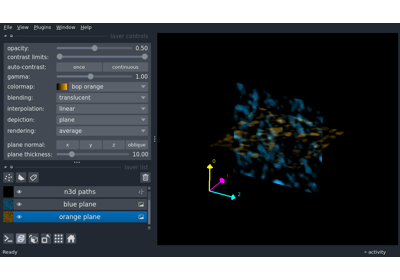 File View Plugins Window Help
layer controls
opacity: 0.50
contrast limits:
auto-contrast: once continuous
gamma: 1.00
colormap: bop orange
blending: translucent
interpolation: linear
depiction: plane
rendering: average
plane normal: x y z oblique
plane thickness: 10.00
layer list
n3d paths
blue plane
orange plane
0
1
2
Ready
activity